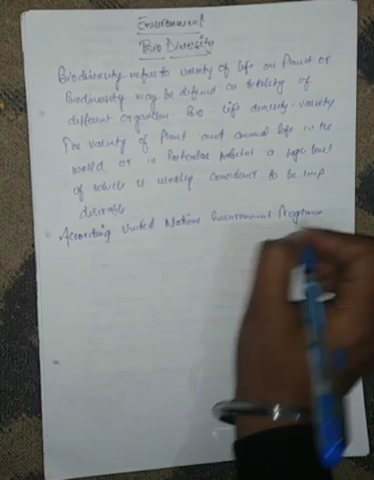 Environment
Bio Diversity
Biodiversity refers to variety of life on Planet or
Biodiversity may be defined as totality of
different organism Bio - life diversity - variety
The variety of Plant and animal life in the
world or in Particular habitat a high level
of which is usually considered to be imp
desirable
According United Nations Environment Programme